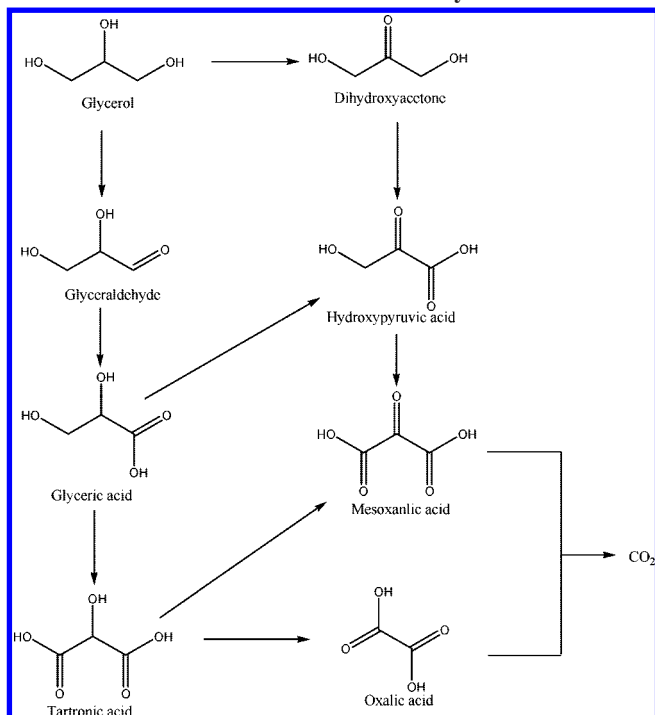 OH
O
HO
OH
HO
OH
Glycerol
Dihydroxyacetone
OH
O
HO
O
HO
OH
O
Glyceraldehyde
Hydroxypyruvic acid
OH
O
HO
O
OH
O
HO
OH
O
O
Glyceric acid
Mesoxanlic acid
CO₂
OH
OH
HO
OH
O
O
O
O
OH
Tartronic acid
Oxalic acid